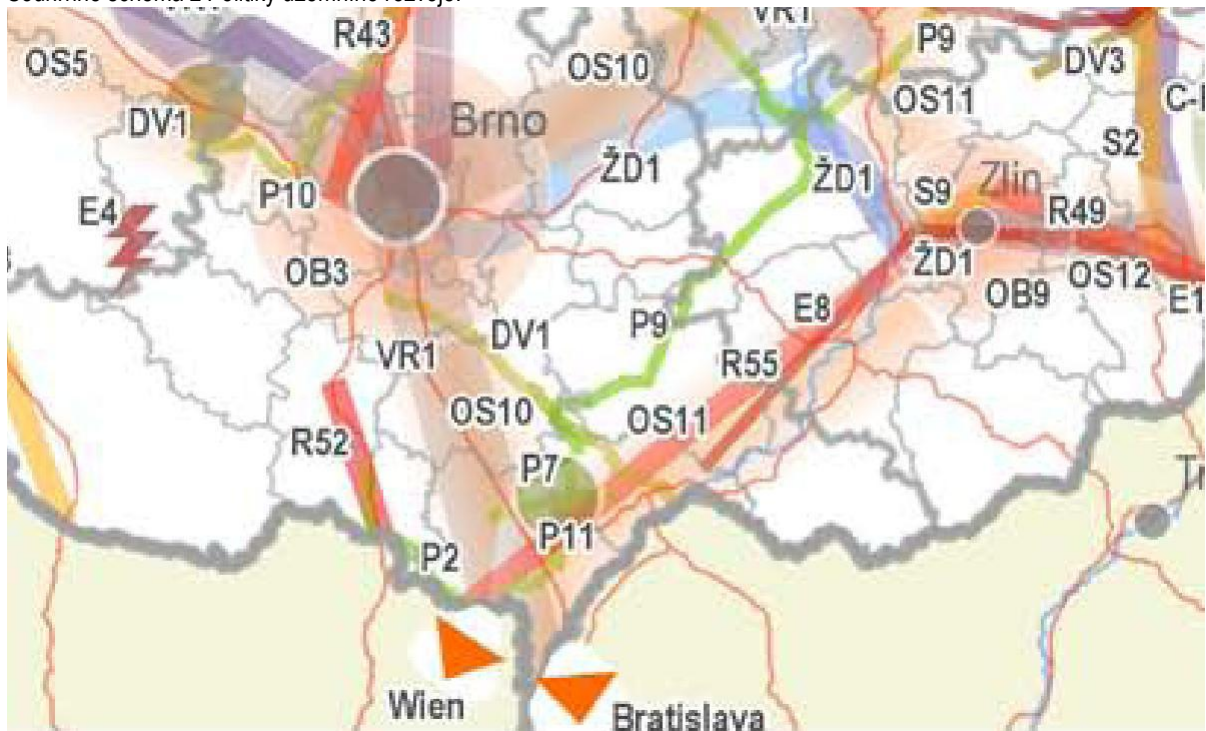 R43
VR1
P9
OS5
OS10
DV3
DV1
Brno
OS11
C-
S2
ŽD1
ŽD1
P10
S9
Zlín
E4
R49
OB3
ŽD1
OS12
OB9
E1
E8
P9
DV1
VR1
R55
OS10
OS11
R52
P7
Tr
P11
P2
Wien
Bratislava